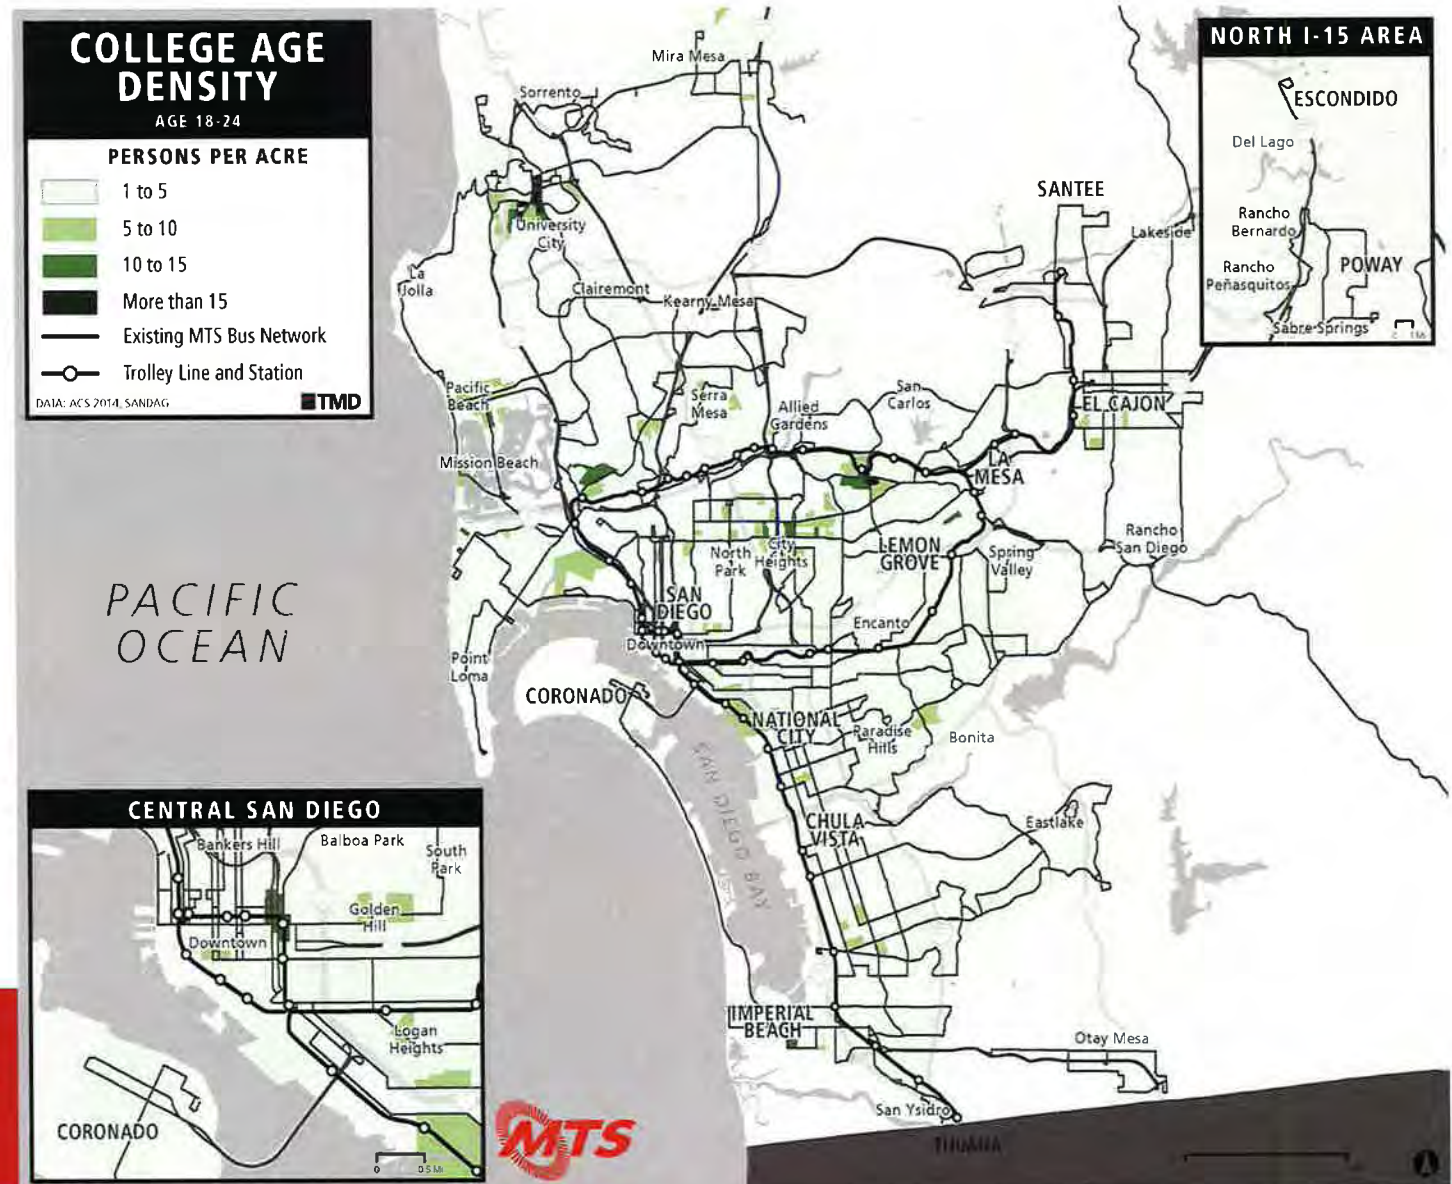 COLLEGE AGE
DENSITY
AGE 18-24
PERSONS PER ACRE
1 to 5
5 to 10
10 to 15
More than 15
Existing MTS Bus Network
Trolley Line and Station
DATA: ACS 2014, SANDAG
TMD
NORTH I-15 AREA
ESCONDIDO
Del Lago
Rancho
Bernardo
Rancho
Peñasquitos
POWAY
Sabre Springs
Mira Mesa
Sorrento
University
City
SANTEE
Lakeside
La
Jolla
Clairemont
Kearny Mesa
Pacific
Beach
Serra
Mesa
Allied
Gardens
San
Carlos
EL CAJON
Mission Beach
LA
MESA
North
Park
City
Heights
LEMON
GROVE
Spring
Valley
Rancho
San Diego
PACIFIC
OCEAN
SAN
DIEGO
Downtown
Encanto
Point
Loma
CORONADO
NATIONAL
CITY
Paradise
Hills
Bonita
SAN DIEGO BAY
CHULA
VISTA
Eastlake
IMPERIAL
BEACH
Otay Mesa
San Ysidro
TIJUANA
CENTRAL SAN DIEGO
Bankers Hill
Balboa Park
South
Park
Golden
Hill
Downtown
Logan
Heights
CORONADO
0 0.5 Mi
MTS